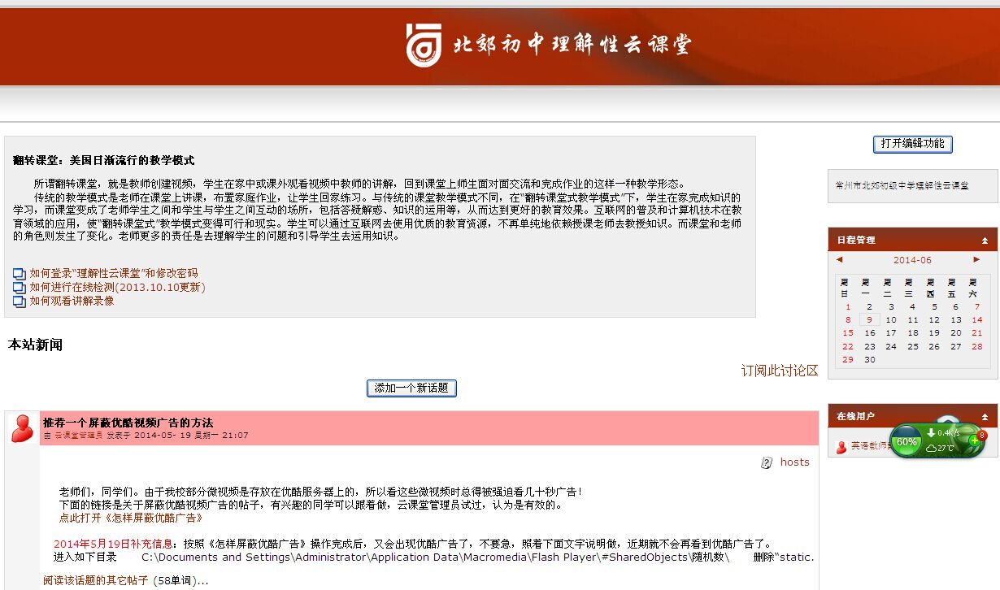 北郊初中理解性云课堂
翻转课堂：美国日渐流行的教学模式
所谓翻转课堂，就是教师创建视频，学生在家中或课外观看视频中教师的讲解，回到课堂上师生面对面交流和完成作业的这样一种教学形态。
传统的教学模式是老师在课堂上讲课，布置家庭作业，让学生回家练习。与传统的课堂教学模式不同，在“翻转课堂式教学模式”下，学生在家完成知识的
学习，而课堂变成了老师学生之间和学生与学生之间互动的场所，包括答疑解惑、知识的运用等，从而达到更好的教育效果。互联网的普及和计算机技术在教
育领域的应用，使“翻转课堂式”教学模式变得可行和现实。学生可以通过互联网去使用优质的教育资源，不再单纯地依赖授课老师去教授知识。而课堂和老师
的角色则发生了变化。老师更多的责任是去理解学生的问题和引导学生去运用知识。
如何登录“理解性云课堂”和修改密码
如何进行在线检测(2013.10.10更新)
如何观看讲解录像
本站新闻
订阅此讨论区
添加一个新话题
推荐一个屏蔽优酷视频广告的方法
由 云课堂管理员 发表于 2014-05- 19 星期一 21:07
hosts
老师们，同学们。由于我校部分微视频是存放在优酷服务器上的，所以看这些微视频时总得被强迫看几十秒广告！
下面的链接是关于屏蔽优酷视频广告的帖子，有兴趣的同学可以跟着做，云课堂管理员试过，认为是有效的。
点此打开《怎样屏蔽优酷广告》
2014年5月19日补充信息：按照《怎样屏蔽优酷广告》操作完成后，又会出现优酷广告了，不要急，照着下面文字说明做，近期就不会再看到优酷广告了。
进入如下目录 C:\Documents and Settings\Administrator\Application Data\Macromedia\Flash Player\#SharedObjects\随机数\ 删除“static.
阅读该话题的其它帖子 (58单词)...
打开编辑功能
常州市北郊初级中学理解性云课堂
日程管理
2014-06
周日 周一 周二 周三 周四 周五 周六
1 2 3 4 5 6 7
8 9 10 11 12 13 14
15 16 17 18 19 20 21
22 23 24 25 26 27 28
29 30
在线用户
英语教师
60% 0.4K/s 8
27℃